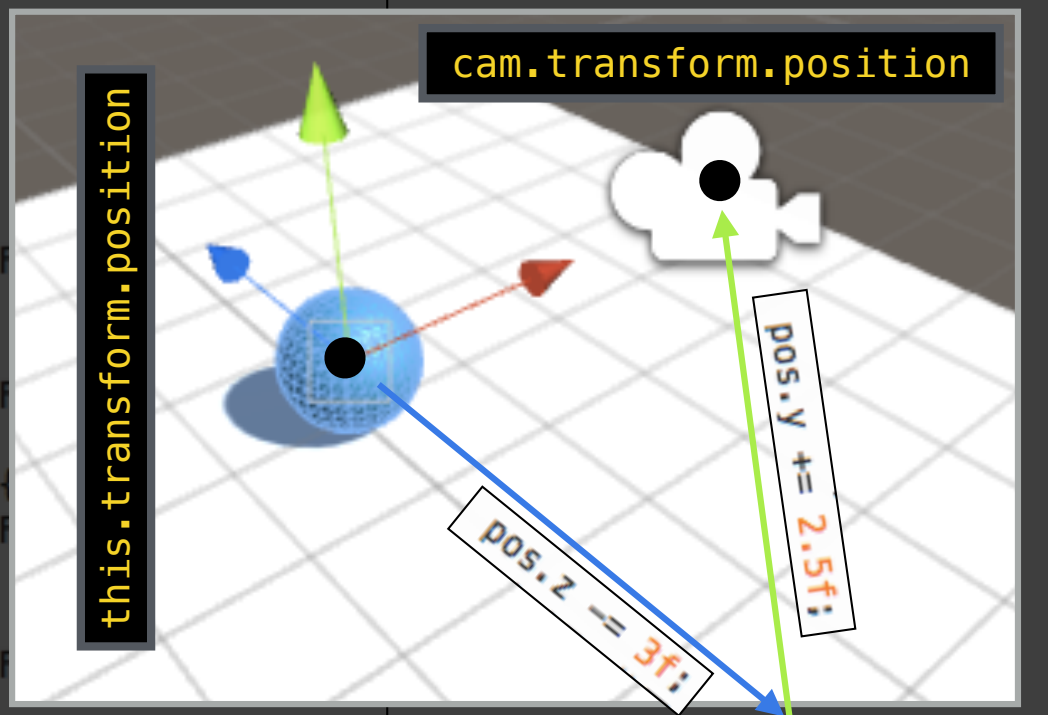 cam.transform.position
this.transform.position
pos.y += 2.5f;
pos.z -= 3f;